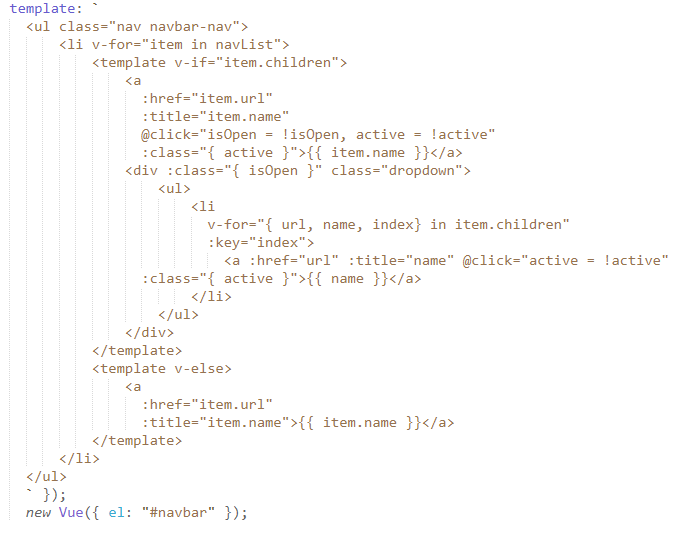 template: `
<ul class="nav navbar-nav">
<li v-for="item in navList">
<template v-if="item.children">
<a
:href="item.url"
:title="item.name"
@click="isOpen = !isOpen, active = !active"
:class="{ active }">{{ item.name }}</a>
<div :class="{ isOpen }" class="dropdown">
<ul>
<li
v-for="{ url, name, index} in item.children"
:key="index">
<a :href="url" :title="name" @click="active = !active"
:class="{ active }">{{ name }}</a>
</li>
</ul>
</div>
</template>
<template v-else>
<a
:href="item.url"
:title="item.name">{{ item.name }}</a>
</template>
</li>
</ul>
` });
new Vue({ el: "#navbar" });